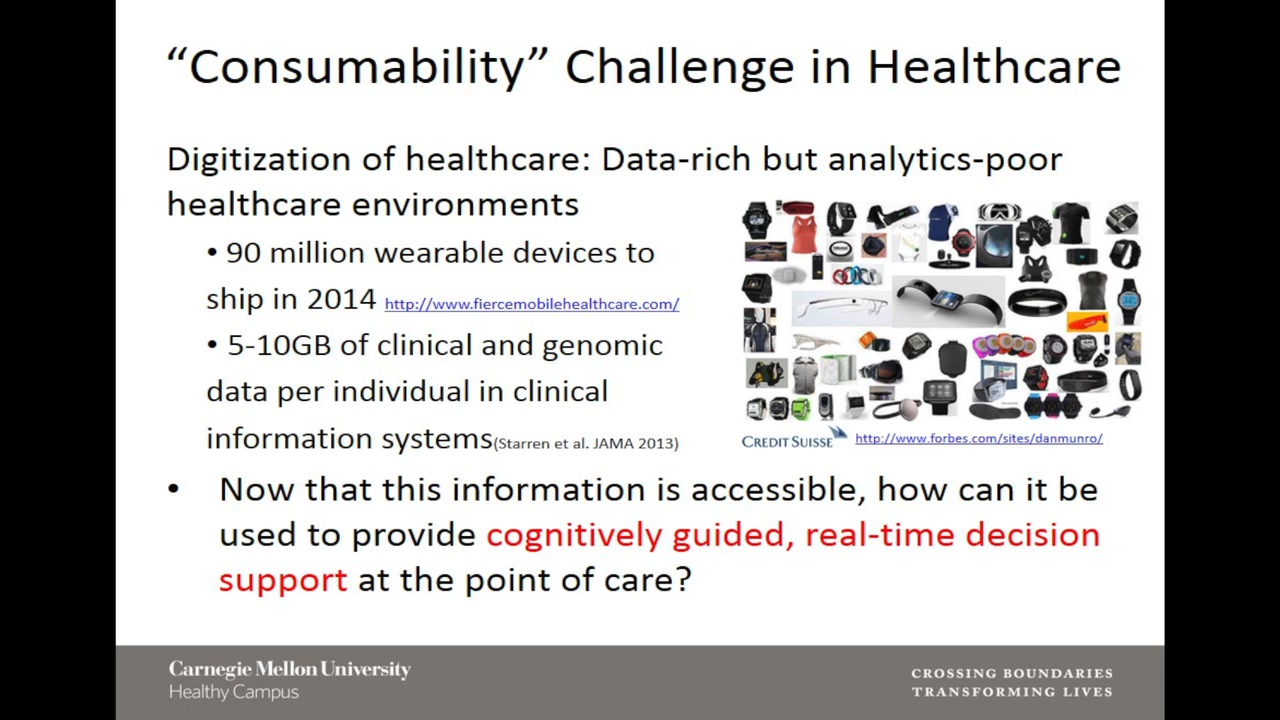 “Consumability” Challenge in Healthcare
Digitization of healthcare: Data-rich but analytics-poor
healthcare environments
• 90 million wearable devices to
ship in 2014 http://www.fiercemobilehealthcare.com/
• 5-10GB of clinical and genomic
data per individual in clinical
information systems(Starren et al. JAMA 2013)
CREDIT SUISSE http://www.forbes.com/sites/danmunro/
• Now that this information is accessible, how can it be
used to provide cognitively guided, real-time decision
support at the point of care?
Carnegie Mellon University
Healthy Campus
CROSSING BOUNDARIES
TRANSFORMING LIVES